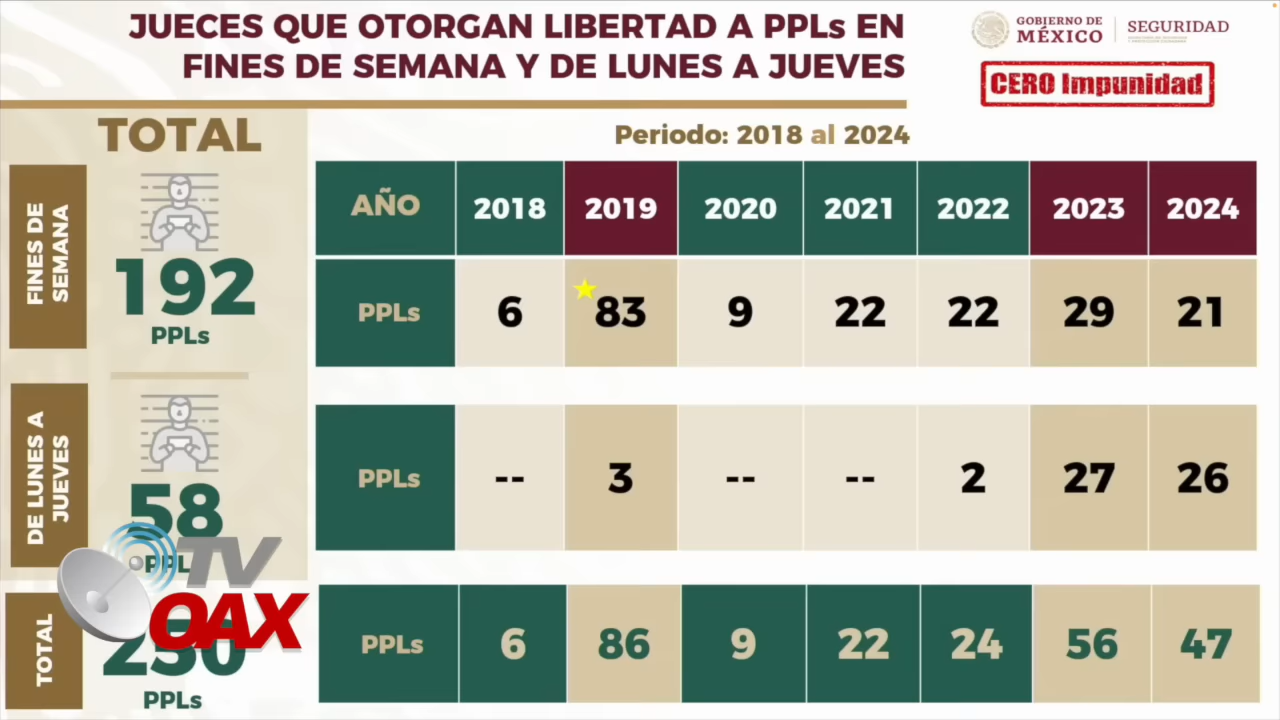 JUECES QUE OTORGAN LIBERTAD A PPLs EN
FINES DE SEMANA Y DE LUNES A JUEVES
GOBIERNO DE
MÉXICO
SEGURIDAD
CERO Impunidad
TOTAL
Periodo: 2018 al 2024
FINES DE
SEMANA
192
PPLs
AÑO 2018 2019 2020 2021 2022 2023 2024
PPLs 6 83 9 22 22 29 21
DE LUNES A
JUEVES
58
PPL
PPLs -- 3 -- -- 2 27 26
TV
OAX
TOTAL
250
PPLs
PPLs 6 86 9 22 24 56 47